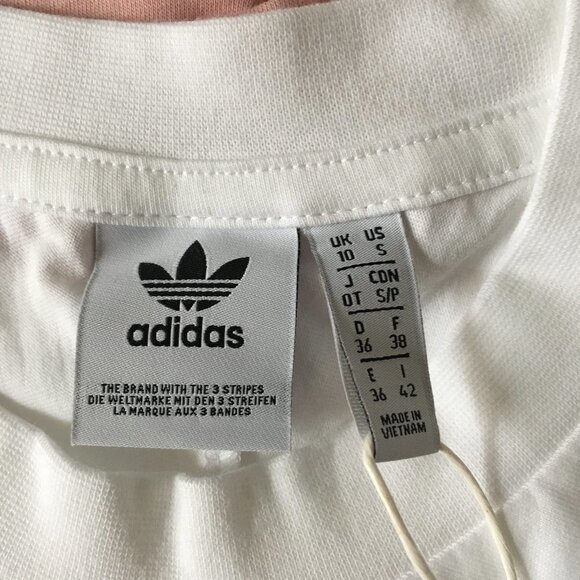 adidas
THE BRAND WITH THE 3 STRIPES
DIE WELTMARKE MIT DEN 3 STREIFEN
LA MARQUE AUX 3 BANDES
UK US
10 S
J CDN
OT S/P
D F
36 38
E I
36 42
MADE IN
VIETNAM